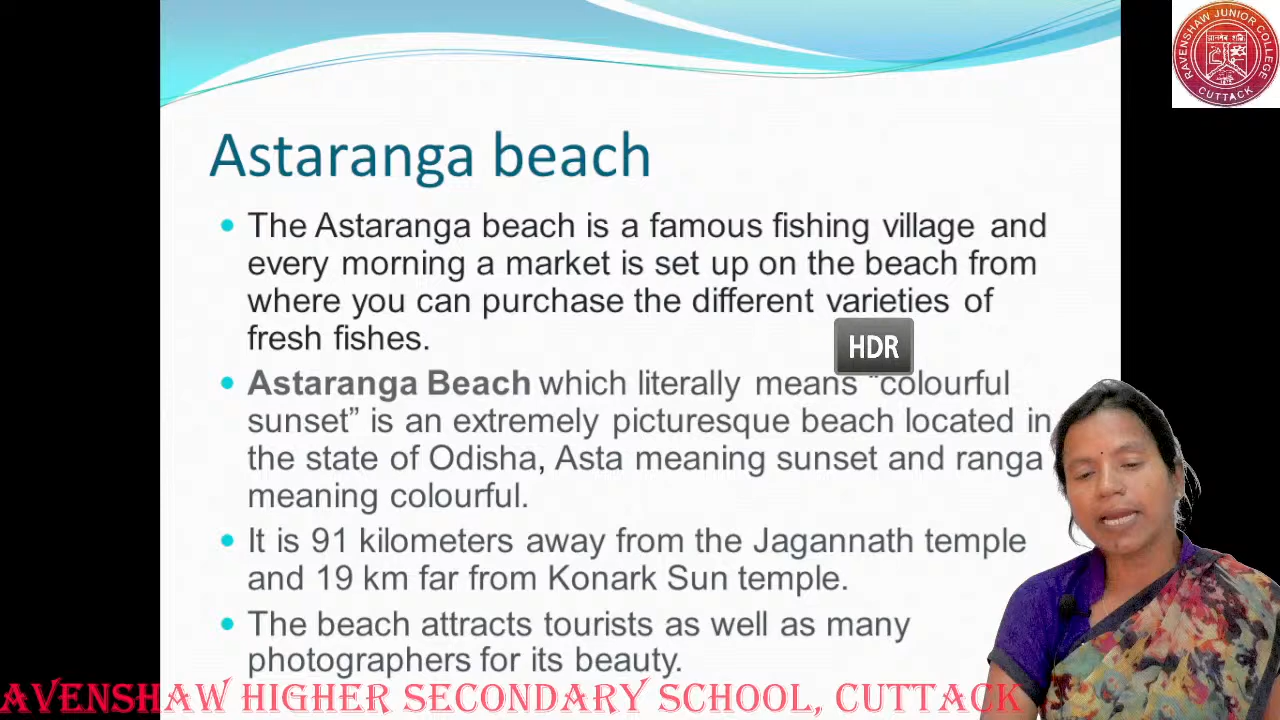 RAVENSHAW JUNIOR COLLEGE
CUTTACK
Astaranga beach
The Astaranga beach is a famous fishing village and
every morning a market is set up on the beach from
where you can purchase the different varieties of
fresh fishes.
HDR
Astaranga Beach which literally means “colourful
sunset” is an extremely picturesque beach located in
the state of Odisha, Asta meaning sunset and ranga
meaning colourful.
It is 91 kilometers away from the Jagannath temple
and 19 km far from Konark Sun temple.
The beach attracts tourists as well as many
photographers for its beauty.
AVENSHAW HIGHER SECONDARY SCHOOL, CUTTACK